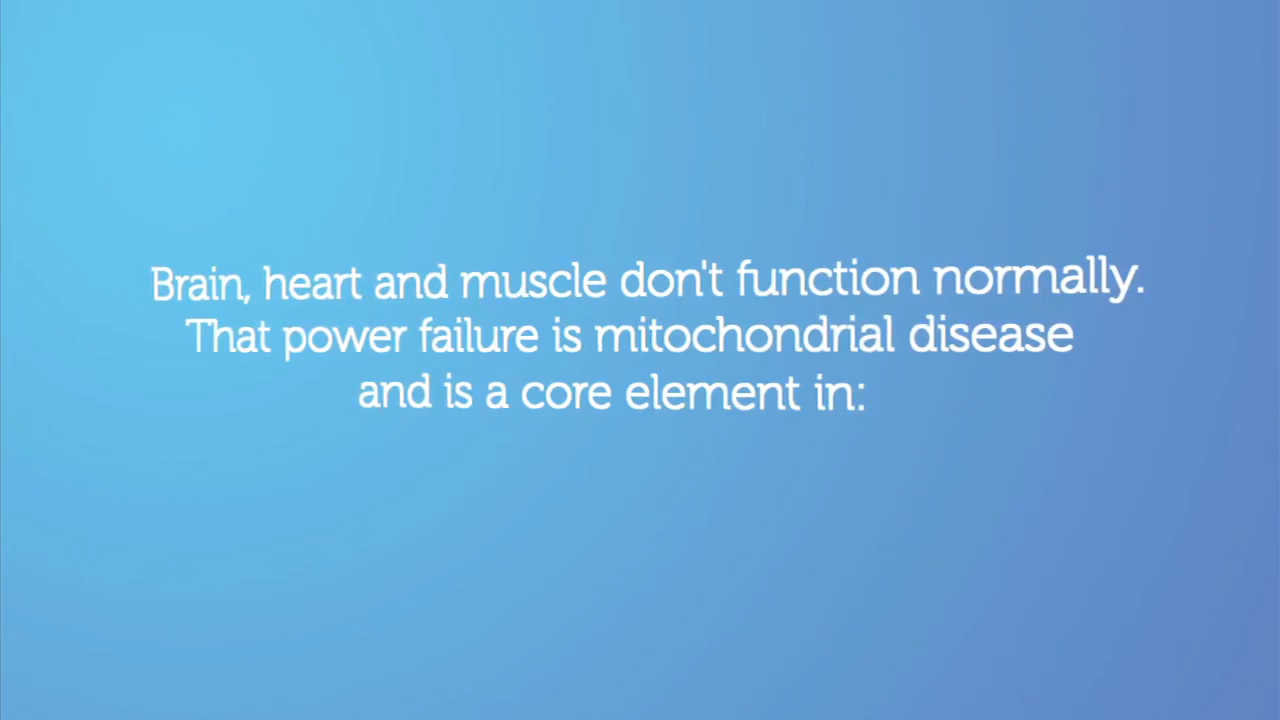 Brain, heart and muscle don't function normally.
That power failure is mitochondrial disease
and is a core element in: